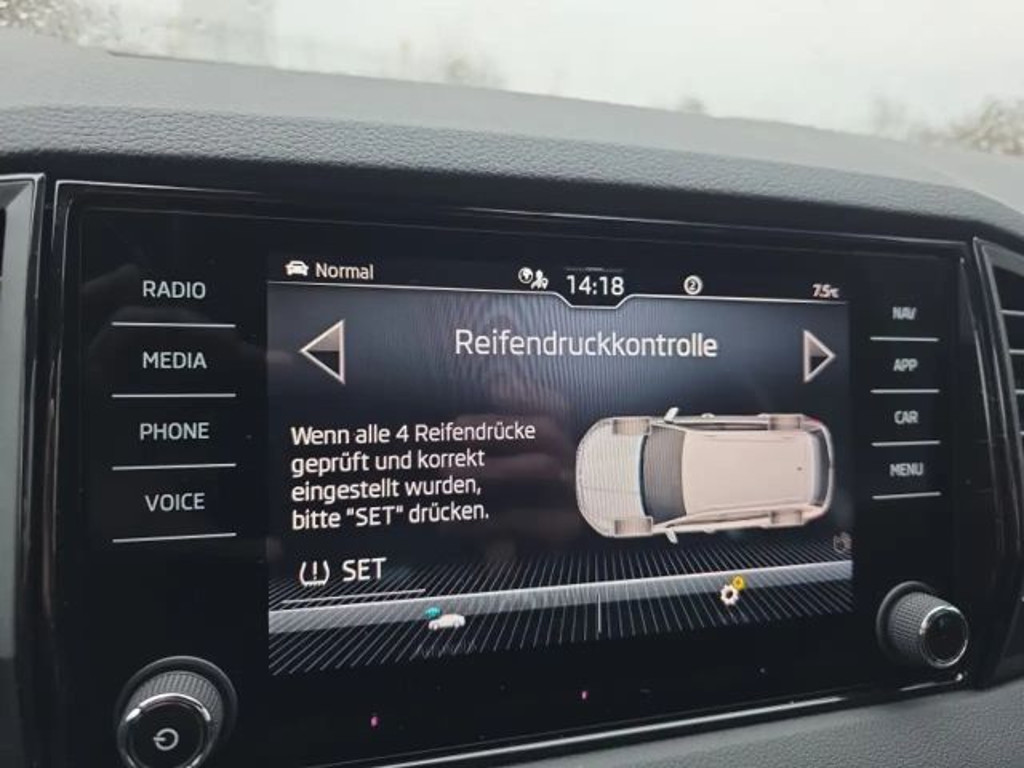 Normal
14:18
2
7.5°C
RADIO
MEDIA
PHONE
VOICE
Reifendruckkontrolle
Wenn alle 4 Reifendrücke
geprüft und korrekt
eingestellt wurden,
bitte "SET" drücken.
SET
NAV
APP
CAR
MENU